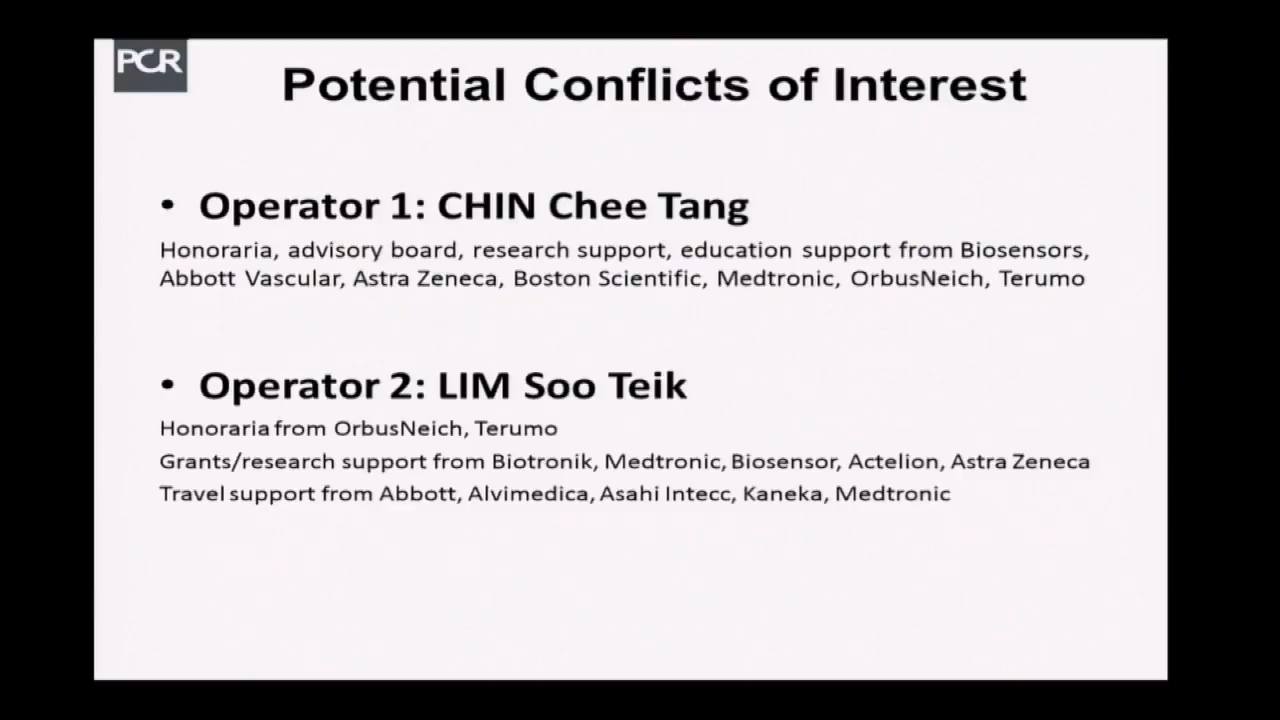 PCR
Potential Conflicts of Interest
• Operator 1: CHIN Chee Tang
Honoraria, advisory board, research support, education support from Biosensors,
Abbott Vascular, Astra Zeneca, Boston Scientific, Medtronic, OrbusNeich, Terumo
• Operator 2: LIM Soo Teik
Honoraria from OrbusNeich, Terumo
Grants/research support from Biotronik, Medtronic, Biosensor, Actelion, Astra Zeneca
Travel support from Abbott, Alvimedica, Asahi Intecc, Kaneka, Medtronic